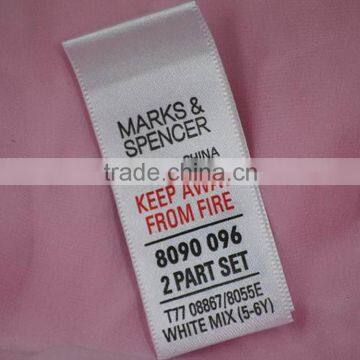 MARKS &
SPENCER
CHINA
trade.china.cn
KEEP AWAY
FROM FIRE
8090 096
2 PART SET
T77 08867/8055E
WHITE MIX (5-6Y)